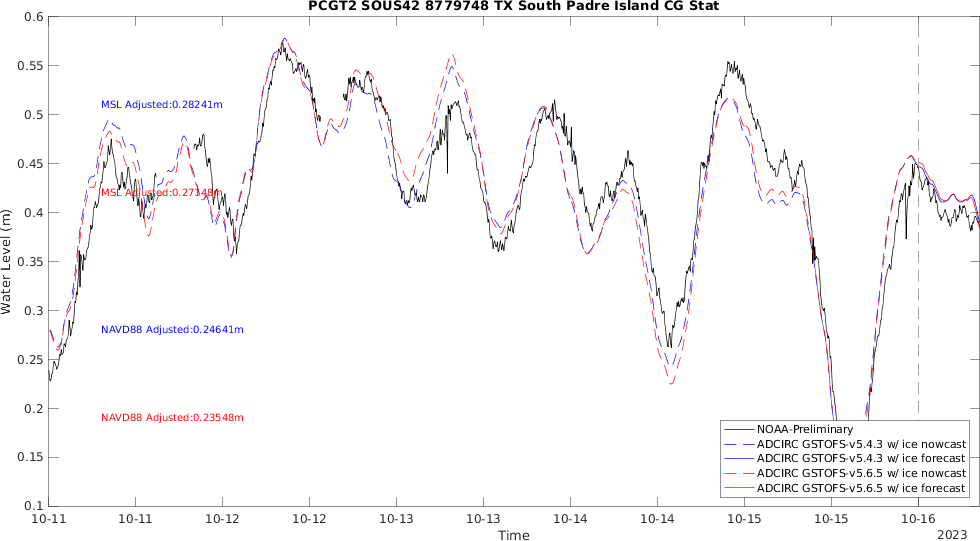 PCGT2 SOUS42 8779748 TX South Padre Island CG Stat
0.6
0.55
0.5
0.45
0.4
0.35
0.3
0.25
0.2
0.15
0.1
Water Level (m)
MSL Adjusted:0.28241m
MSL Adjusted:0.27148m
NAVD88 Adjusted:0.24641m
NAVD88 Adjusted:0.23548m
NOAA-Preliminary
ADCIRC GSTOFS-v5.4.3 w/ ice nowcast
ADCIRC GSTOFS-v5.4.3 w/ ice forecast
ADCIRC GSTOFS-v5.6.5 w/ ice nowcast
ADCIRC GSTOFS-v5.6.5 w/ ice forecast
10-11 10-11 10-12 10-12 10-13 10-13 10-14 10-14 10-15 10-15 10-16
Time
2023